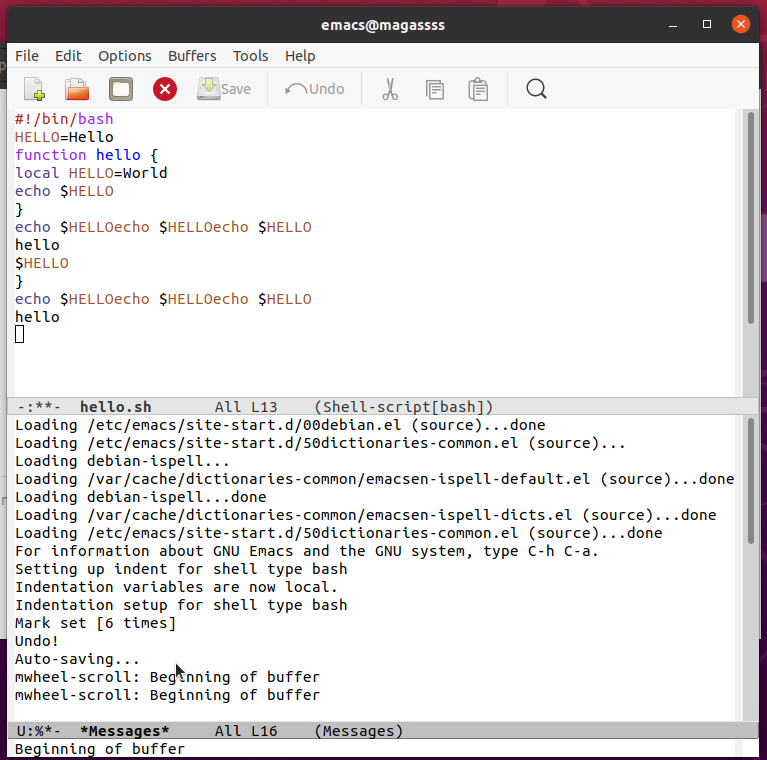 emacs@magassss
File Edit Options Buffers Tools Help
Save Undo
#!/bin/bash
HELLO=Hello
function hello {
local HELLO=World
echo $HELLO
}
echo $HELLOecho $HELLOecho $HELLO
hello
$HELLO
}
echo $HELLOecho $HELLOecho $HELLO
hello
-:**- hello.sh All L13 (Shell-script[bash])
Loading /etc/emacs/site-start.d/00debian.el (source)...done
Loading /etc/emacs/site-start.d/50dictionaries-common.el (source)...
Loading debian-ispell...
Loading /var/cache/dictionaries-common/emacsen-ispell-default.el (source)...done
Loading debian-ispell...done
Loading /var/cache/dictionaries-common/emacsen-ispell-dicts.el (source)...done
Loading /etc/emacs/site-start.d/50dictionaries-common.el (source)...done
For information about GNU Emacs and the GNU system, type C-h C-a.
Setting up indent for shell type bash
Indentation variables are now local.
Indentation setup for shell type bash
Mark set [6 times]
Undo!
Auto-saving...
mwheel-scroll: Beginning of buffer
mwheel-scroll: Beginning of buffer
U:%*- *Messages* All L16 (Messages)
Beginning of buffer